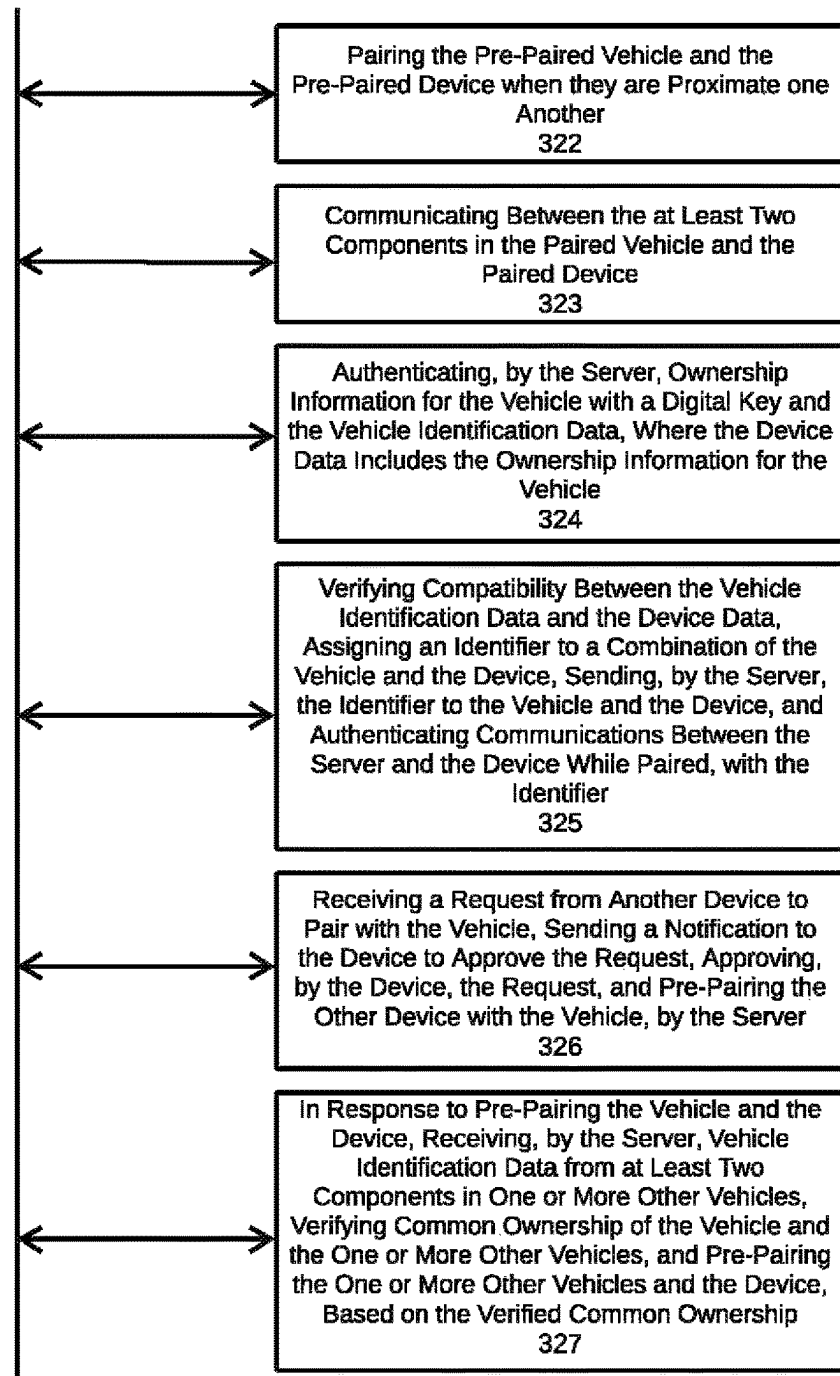 Pairing the Pre-Paired Vehicle and the
Pre-Paired Device when they are Proximate one
Another
322
Communicating Between the at Least Two
Components in the Paired Vehicle and the
Paired Device
323
Authenticating, by the Server, Ownership
Information for the Vehicle with a Digital Key and
the Vehicle Identification Data, Where the Device
Data Includes the Ownership Information for the
Vehicle
324
Verifying Compatibility Between the Vehicle
Identification Data and the Device Data,
Assigning an Identifier to a Combination of the
Vehicle and the Device, Sending, by the Server,
the Identifier to the Vehicle and the Device, and
Authenticating Communications Between the
Server and the Device While Paired, with the
Identifier
325
Receiving a Request from Another Device to
Pair with the Vehicle, Sending a Notification to
the Device to Approve the Request, Approving,
by the Device, the Request, and Pre-Pairing the
Other Device with the Vehicle, by the Server
326
In Response to Pre-Pairing the Vehicle and the
Device, Receiving, by the Server, Vehicle
Identification Data from at Least Two
Components in One or More Other Vehicles,
Verifying Common Ownership of the Vehicle and
the One or More Other Vehicles, and Pre-Pairing
the One or More Other Vehicles and the Device,
Based on the Verified Common Ownership
327